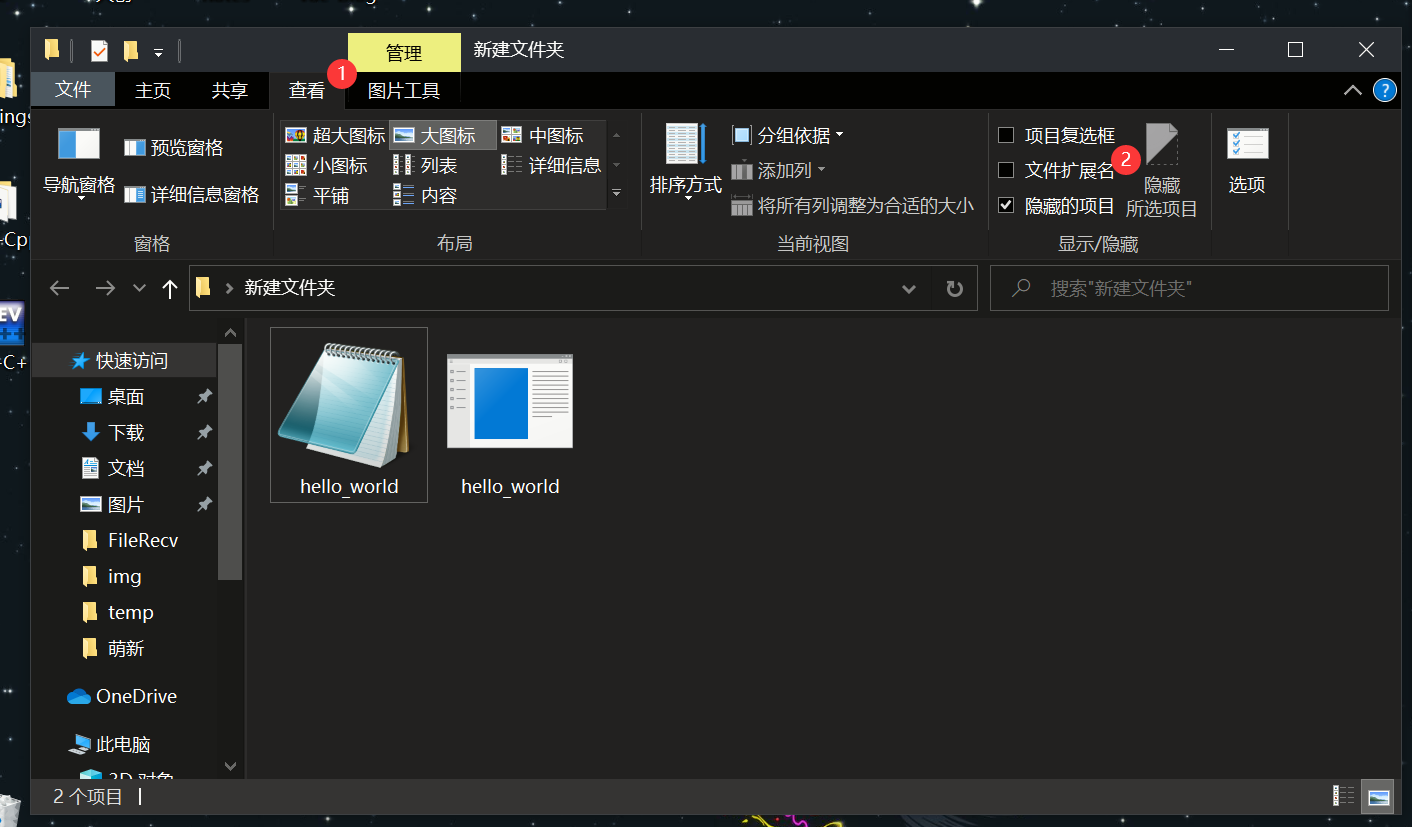 管理
新建文件夹
1
文件
主页
共享
查看
图片工具
?
导航窗格
预览窗格
详细信息窗格
窗格
超大图标
大图标
中图标
小图标
列表
详细信息
平铺
内容
布局
排序方式
分组依据
添加列
将所有列调整为合适的大小
当前视图
项目复选框
文件扩展名
2
隐藏的项目
隐藏
所选项目
显示/隐藏
选项
新建文件夹
搜索"新建文件夹"
快速访问
桌面
下载
文档
图片
FileRecv
img
temp
萌新
OneDrive
此电脑
3D 对象
hello_world
hello_world
2 个项目
ings
-Cpp
EV
C+